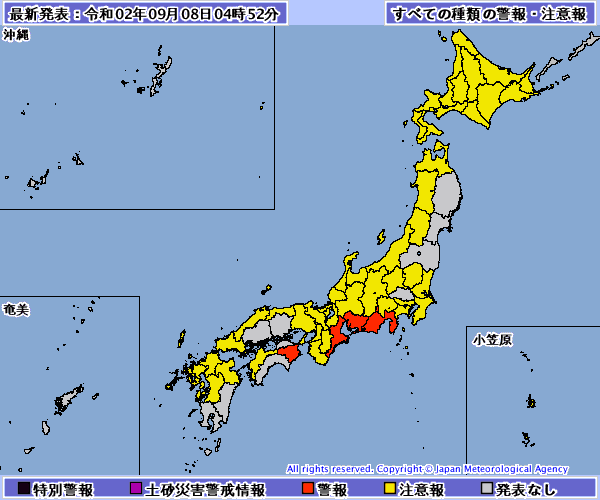 最新発表：令和02年09月08日04時52分
すべての種類の警報・注意報
沖縄
奄美
小笠原
All rights reserved. Copyright © Japan Meteorological Agency
特別警報 土砂災害警戒情報 警報 注意報 発表なし